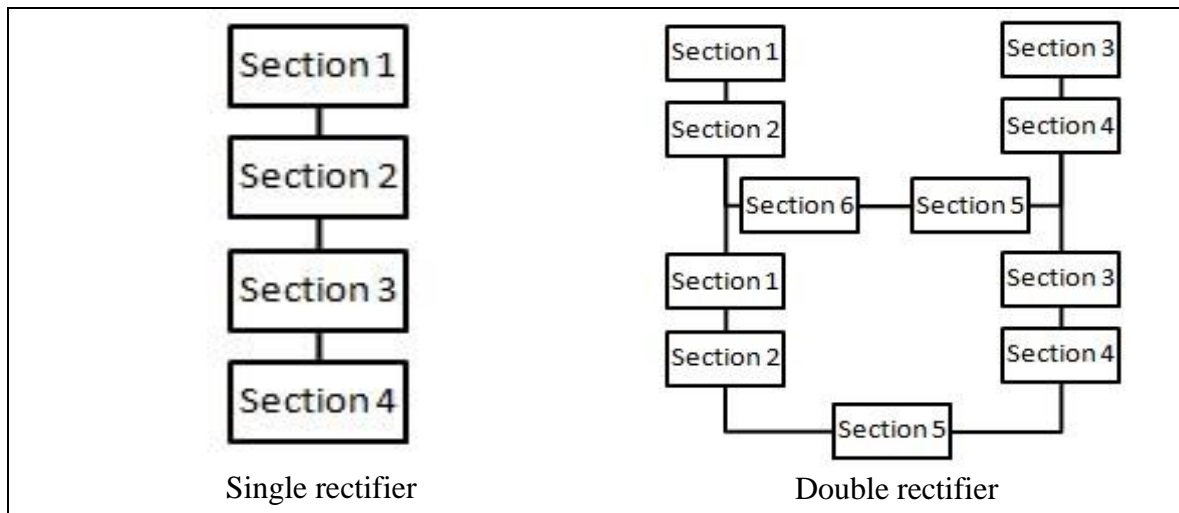 Section 1
Section 2
Section 3
Section 4
Single rectifier
Section 1
Section 3
Section 2
Section 4
Section 6
Section 5
Section 1
Section 3
Section 2
Section 4
Section 5
Double rectifier